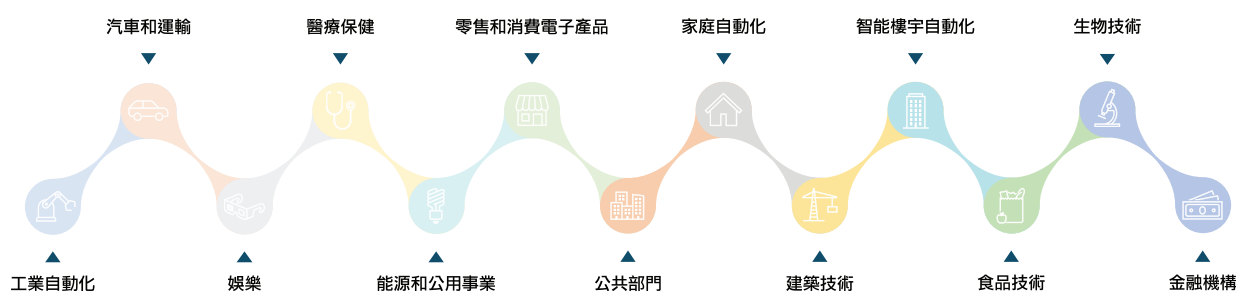 汽車和運輸
醫療保健
零售和消費電子產品
家庭自動化
智能樓宇自動化
生物技術
工業自動化
娛樂
能源和公用事業
公共部門
建築技術
食品技術
金融機構